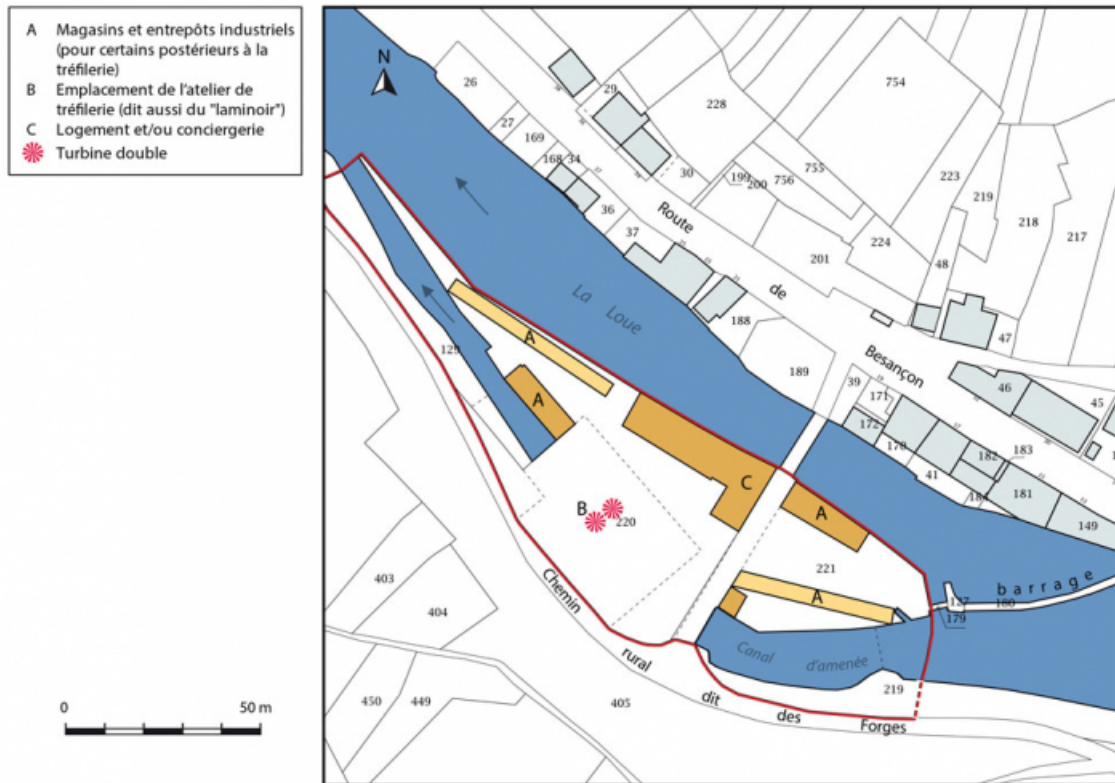 A Magasins et entrepôts industriels
(pour certains postérieurs à la
tréfilerie)
B Emplacement de l'atelier de
tréfilerie (dit aussi du "laminoir")
C Logement et/ou conciergerie
Turbine double
N
26
27
169
168
34
36
37
29
228
30
199
200
756
755
754
223
219
218
217
224
201
48
47
Route
de
Besançon
188
189
39
171
172
170
41
46
45
182
183
184
181
149
La Loue
129
A
A
C
A
B
220
221
A
barrage
127
180
179
Canal d'amenée
219
Chemin
rural
dit
des
Forges
403
404
450
449
405
0 50 m